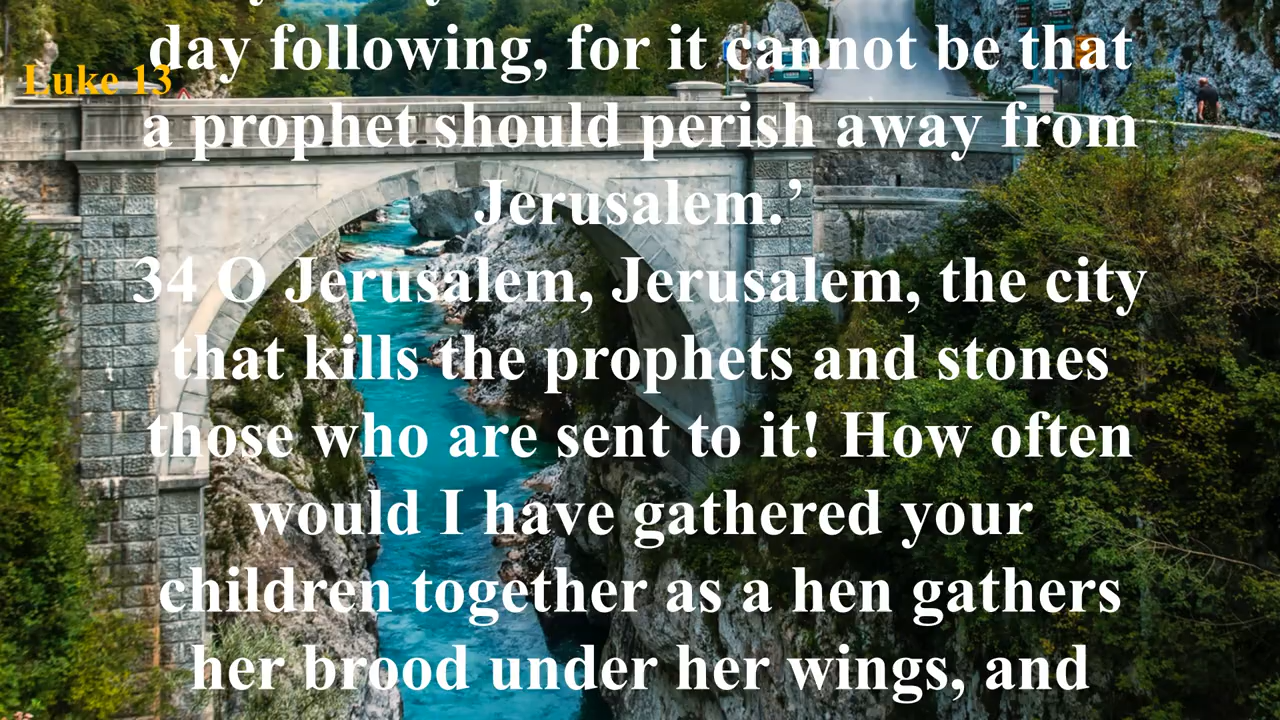 day following, for it cannot be that
Luke 13
a prophet should perish away from
Jerusalem.’
34 O Jerusalem, Jerusalem, the city
that kills the prophets and stones
those who are sent to it! How often
would I have gathered your
children together as a hen gathers
her brood under her wings, and